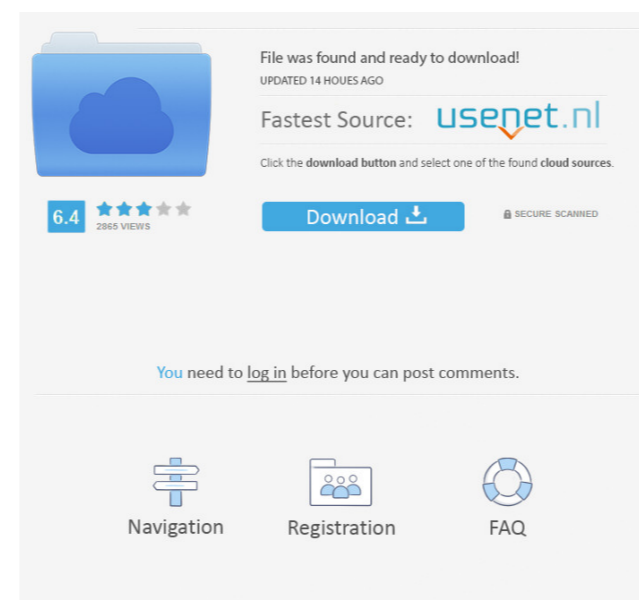 File was found and ready to download!
UPDATED 14 HOUES AGO
Fastest Source: usenet.nl
Click the download button and select one of the found cloud sources.
6.4
2865 VIEWS
Download
SECURE SCANNED
You need to log in before you can post comments.
Navigation
Registration
FAQ